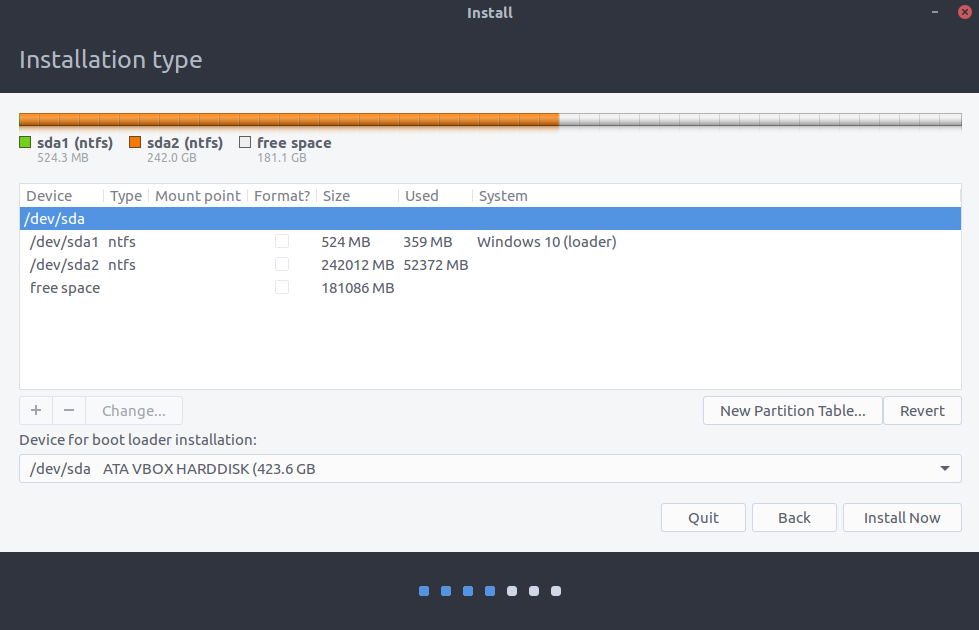 Install
Installation type
sda1 (ntfs) sda2 (ntfs) free space
524.3 MB 242.0 GB 181.1 GB
Device Type Mount point Format? Size Used System
/dev/sda
/dev/sda1 ntfs 524 MB 359 MB Windows 10 (loader)
/dev/sda2 ntfs 242012 MB 52372 MB
free space 181086 MB
+ − Change... New Partition Table... Revert
Device for boot loader installation:
/dev/sda ATA VBOX HARDDISK (423.6 GB
Quit Back Install Now